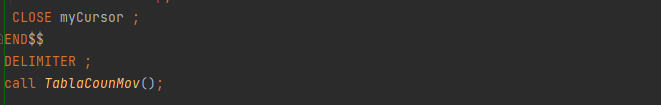 CLOSE myCursor ;
END$$
DELIMITER ;
call TablaCounMov();